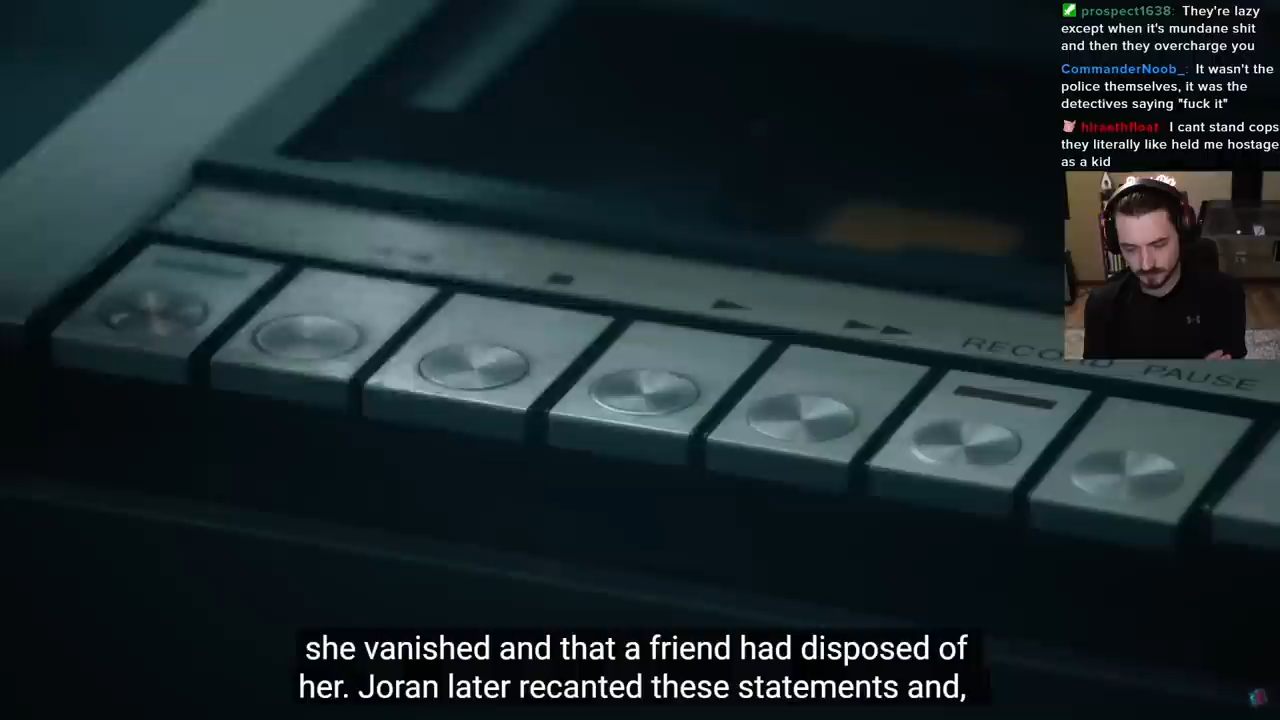 prospect1638: They're lazy
except when it's mundane shit
and then they overcharge you
CommanderNoob_: It wasn't the
police themselves, it was the
detectives saying "fuck it"
hiraethfloat I cant stand cops
they literally like held me hostage
as a kid
RECORD PAUSE
she vanished and that a friend had disposed of
her. Joran later recanted these statements and,